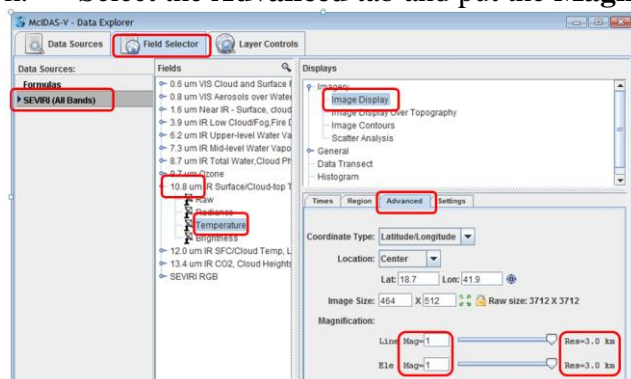 Select the Advanced tab and put the Magn
McIDAS-V - Data Explorer
Data Sources Field Selector Layer Controls
Data Sources:
Formulas
SEVIRI (All Bands)
Fields
0.6 um VIS Cloud and Surface F
0.8 um VIS Aerosols over Water
1.6 um Near IR - Surface, cloud
3.9 um IR Low Cloud/Fog,Fire D
6.2 um IR Upper-level Water Va
7.3 um IR Mid-level Water Vapo
8.7 um IR Total Water,Cloud Ph
9.7 um Ozone
10.8 um IR Surface/Cloud-top T
Raw
Radiance
Temperature
Brightness
12.0 um IR SFC/Cloud Temp, L
13.4 um IR CO2, Cloud Heights
SEVIRI RGB
Displays
Imagery
Image Display
Image Display Over Topography
Image Contours
Scatter Analysis
General
Data Transect
Histogram
Times Region Advanced Settings
Coordinate Type: Latitude/Longitude
Location: Center
Lat: 18.7 Lon: 41.9
Image Size: 464 X 512 Raw size: 3712 X 3712
Magnification:
Line Mag=1 Res=3.0 km
Ele Mag=1 Res=3.0 km